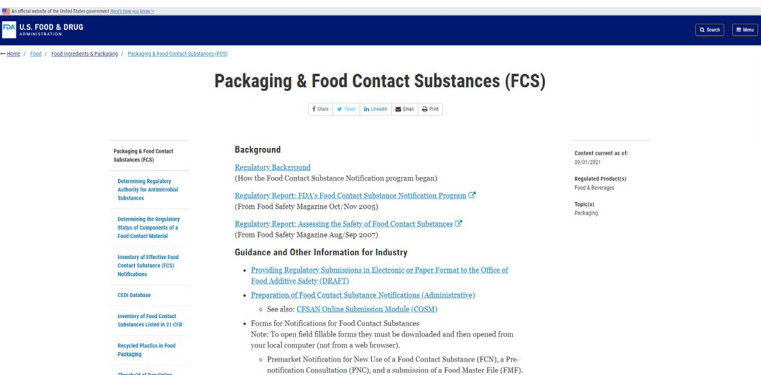 An official website of the United States government Here's how you know
FDA U.S. FOOD & DRUG
ADMINISTRATION
Search
Menu
← Home / Food / Food Ingredients & Packaging / Packaging & Food Contact Substances (FCS)
Packaging & Food Contact Substances (FCS)
Share Tweet Linkedin Email Print
Packaging & Food Contact
Substances (FCS)
Determining Regulatory
Authority for Antimicrobial
Substances
Determining the Regulatory
Status of Components of a
Food Contact Material
Inventory of Effective Food
Contact Substance (FCS)
Notifications
CEDI Database
Inventory of Food Contact
Substances Listed in 21 CFR
Recycled Plastics in Food
Packaging
Threshold of Regulation
Background
Regulatory Background
(How the Food Contact Substance Notification program began)
Regulatory Report: FDA's Food Contact Substance Notification Program
(From Food Safety Magazine Oct/Nov 2005)
Regulatory Report: Assessing the Safety of Food Contact Substances
(From Food Safety Magazine Aug/Sep 2007)
Guidance and Other Information for Industry
• Providing Regulatory Submissions in Electronic or Paper Format to the Office of
Food Additive Safety (DRAFT)
• Preparation of Food Contact Substance Notifications (Administrative)
◦ See also: CFSAN Online Submission Module (COSM)
• Forms for Notifications for Food Contact Substances
Note: To open field fillable forms they must be downloaded and then opened from
your local computer (not from a web browser).
◦ Premarket Notification for New Use of a Food Contact Substance (FCN), a Pre-
notification Consultation (PNC), and a submission of a Food Master File (FMF).
Content current as of:
09/01/2021
Regulated Product(s)
Food & Beverages
Topic(s)
Packaging